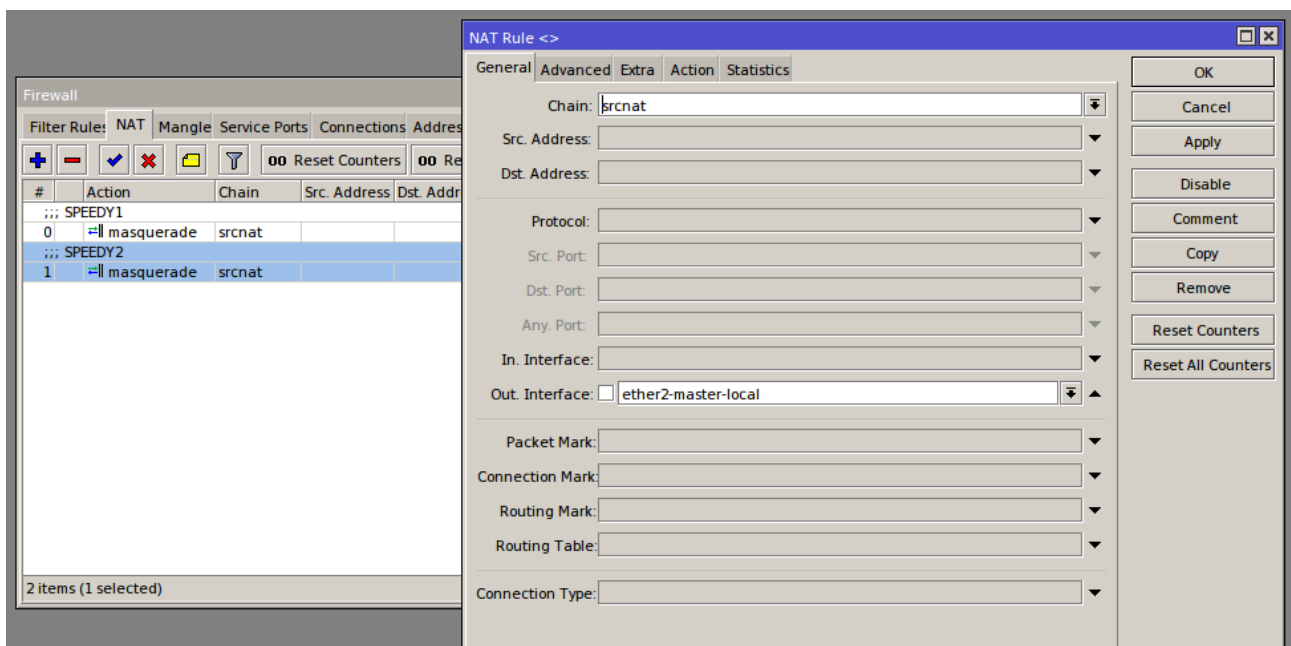 NAT Rule <>
General Advanced Extra Action Statistics
OK
Chain: srcnat
Cancel
Src. Address:
Apply
Dst. Address:
Disable
Protocol:
Comment
Src. Port:
Copy
Dst. Port:
Remove
Any. Port:
Reset Counters
In. Interface:
Reset All Counters
Out. Interface: ether2-master-local
Packet Mark:
Connection Mark:
Routing Mark:
Routing Table:
Connection Type:
Firewall
Filter Rules NAT Mangle Service Ports Connections Addres
00 Reset Counters 00 Re
# Action Chain Src. Address Dst. Addr
;;; SPEEDY1
0 masquerade srcnat
;;; SPEEDY2
1 masquerade srcnat
2 items (1 selected)